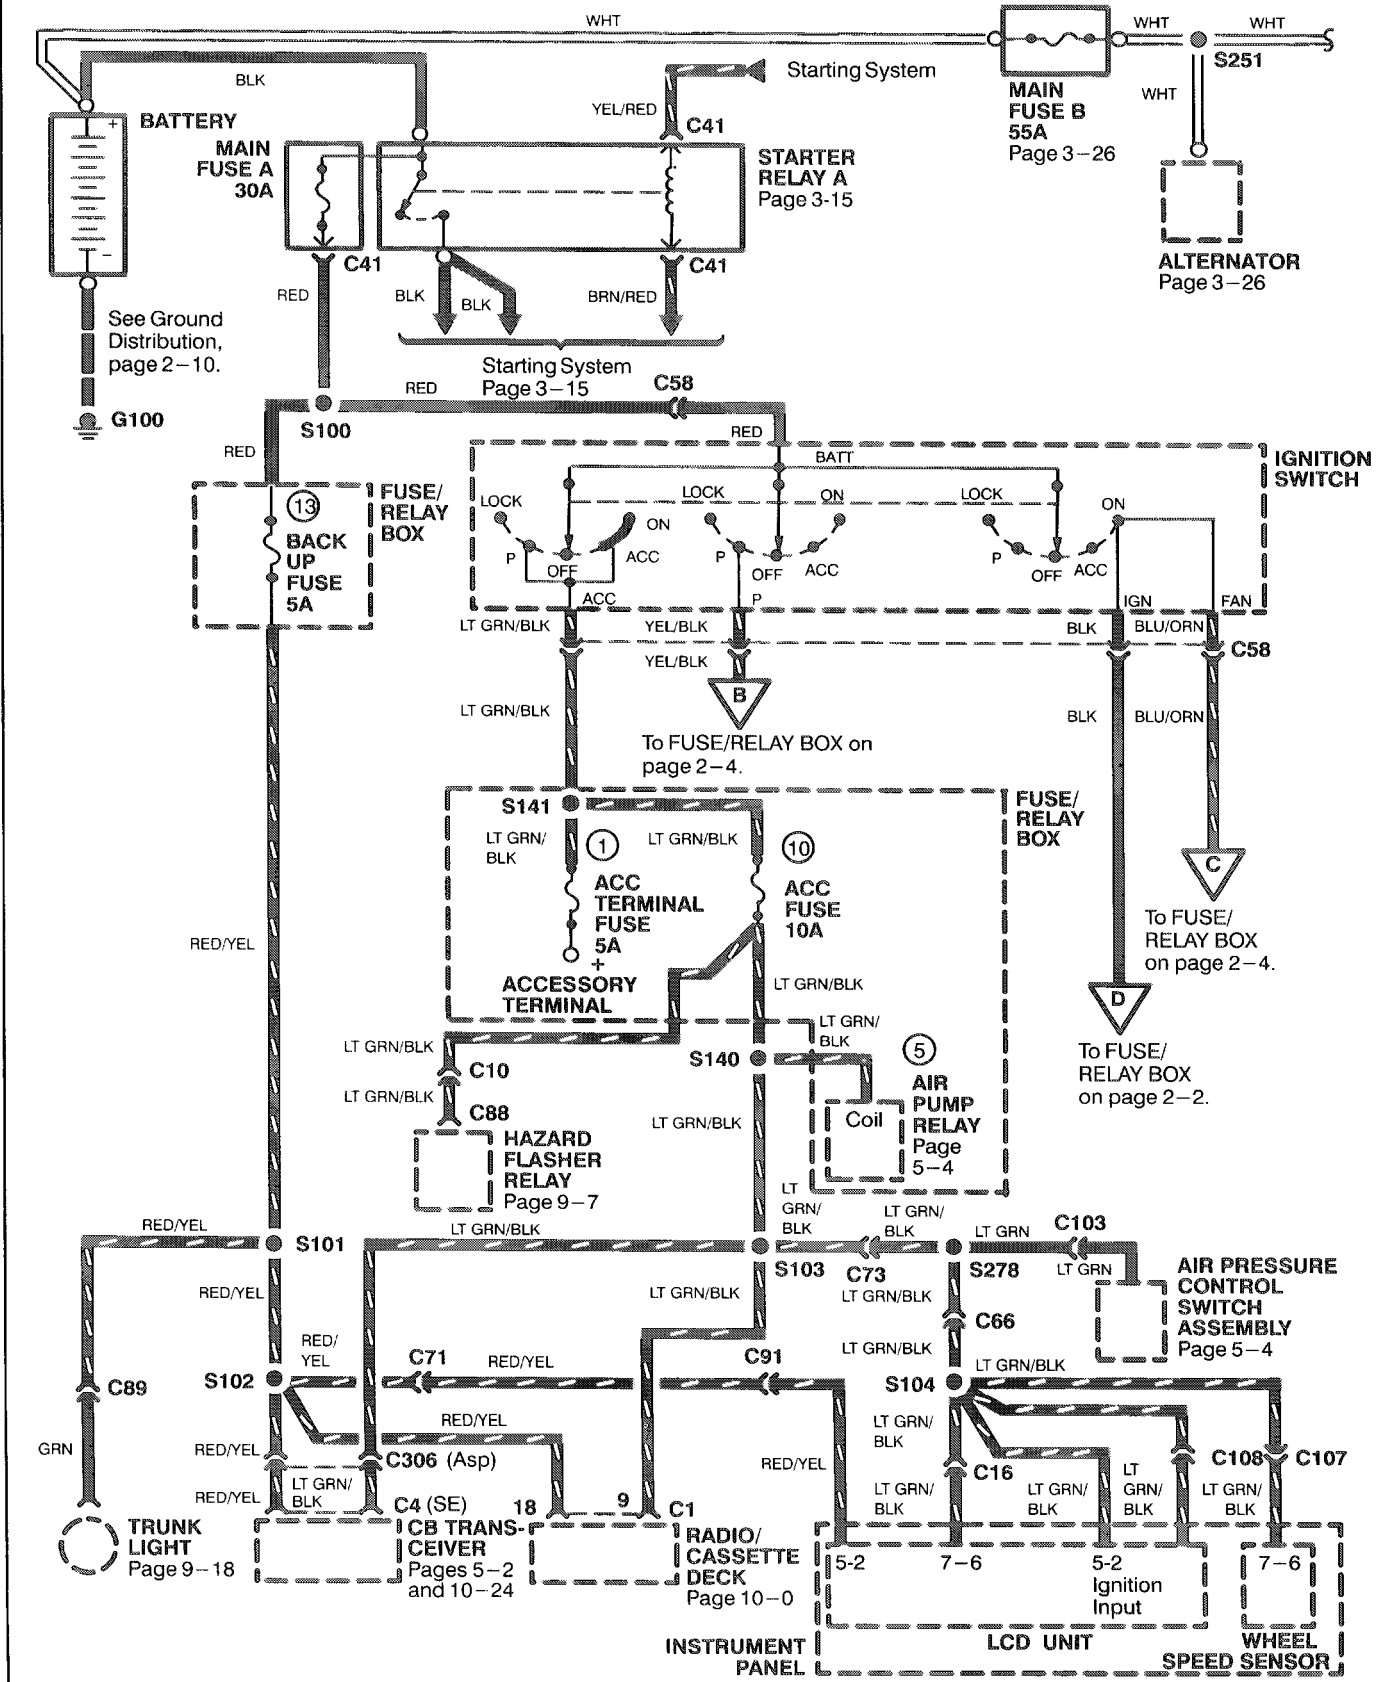 WHT
WHT
WHT
BLK
Starting System
S251
YEL/RED
WHT
MAIN
FUSE B
55A
Page 3-26
C41
+
BATTERY
MAIN
FUSE A
30A
STARTER
RELAY A
Page 3-15
ALTERNATOR
Page 3-26
−
C41
C41
RED
BLK
BLK
BRN/RED
See Ground
Distribution,
page 2-10.
Starting System
Page 3-15
C58
RED
G100
S100
RED
RED
BATT
IGNITION
SWITCH
FUSE/
RELAY
BOX
13
BACK
UP
FUSE
5A
LOCK
ON
P
OFF
ACC
ACC
LOCK
ON
P
OFF
ACC
P
LOCK
ON
P
OFF
ACC
IGN
FAN
LT GRN/BLK
YEL/BLK
BLK
BLU/ORN
C58
YEL/BLK
B
LT GRN/BLK
BLK
BLU/ORN
To FUSE/RELAY BOX on
page 2-4.
S141
FUSE/
RELAY
BOX
LT GRN/
BLK
1
LT GRN/BLK
10
C
ACC
TERMINAL
FUSE
5A
ACC
FUSE
10A
To FUSE/
RELAY BOX
on page 2-4.
RED/YEL
+
ACCESSORY
TERMINAL
LT GRN/BLK
D
LT GRN/
BLK
LT GRN/BLK
C10
S140
5
To FUSE/
RELAY BOX
on page 2-2.
LT GRN/BLK
C88
AIR
PUMP
RELAY
Page
5-4
Coil
LT GRN/BLK
HAZARD
FLASHER
RELAY
Page 9-7
LT
GRN/
BLK
LT GRN/
BLK
RED/YEL
LT GRN/BLK
LT GRN
C103
S101
S103
C73
S278
LT GRN
AIR PRESSURE
CONTROL
SWITCH
ASSEMBLY
Page 5-4
RED/YEL
LT GRN/BLK
LT GRN/BLK
C66
RED/
YEL
LT GRN/BLK
C71
RED/YEL
C91
LT GRN/BLK
S102
S104
C89
RED/YEL
LT GRN/
BLK
GRN
RED/YEL
C306 (Asp)
RED/YEL
C16
C108
C107
RED/YEL
LT GRN/
BLK
LT GRN/
BLK
LT GRN/
BLK
LT
GRN/
BLK
LT GRN/
BLK
C4 (SE)
18
9
C1
TRUNK
LIGHT
Page 9-18
CB TRANS-
CEIVER
Pages 5-2
and 10-24
RADIO/
CASSETTE
DECK
Page 10-0
5-2
7-6
5-2
Ignition
Input
7-6
LCD UNIT
INSTRUMENT
PANEL
WHEEL
SPEED SENSOR